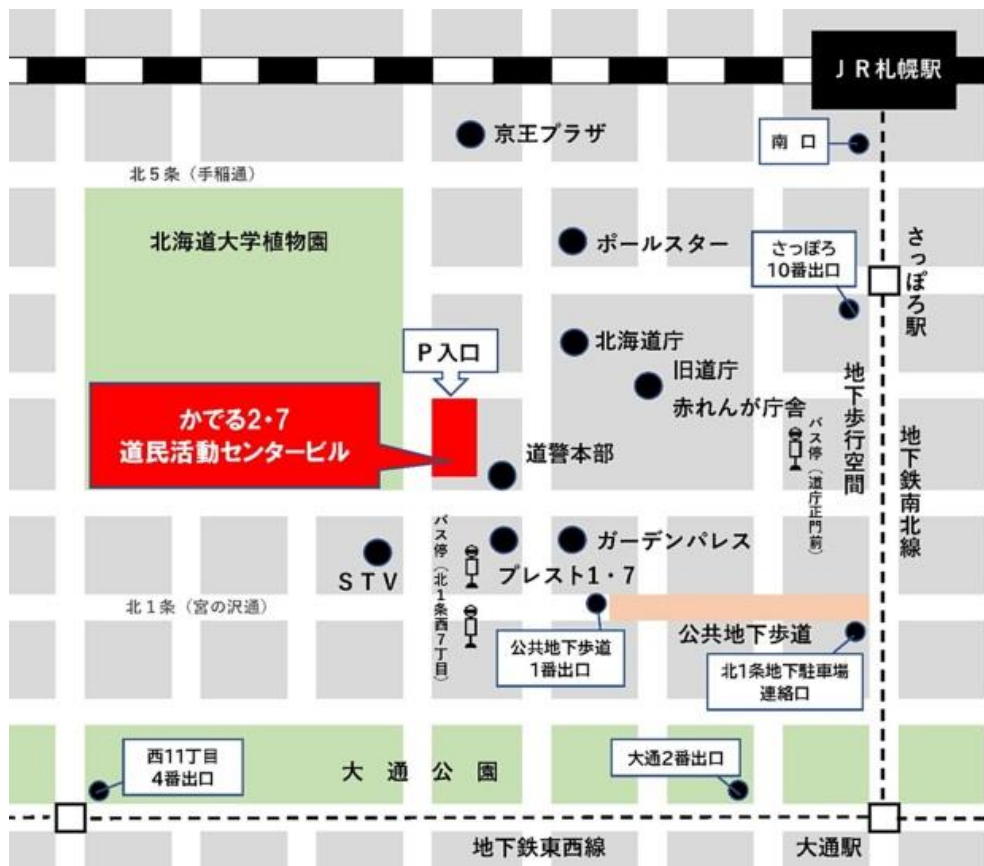 ＪＲ札幌駅
京王プラザ
南 口
北５条（手稲通）
北海道大学植物園
ポールスター
さっぽろ
10番出口
さっぽろ駅
Ｐ入口
北海道庁
旧道庁
赤れんが庁舎
かでる2・7
道民活動センタービル
道警本部
バス停（道庁正門前）
地下歩行空間
地下鉄南北線
ＳＴＶ
バス停（北１条西７丁目）
プレスト1・7
ガーデンパレス
北１条（宮の沢通）
公共地下歩道
1番出口
公共地下歩道
北1条地下駐車場
連絡口
西11丁目
4番出口
大 通 公 園
大通2番出口
地下鉄東西線
大通駅